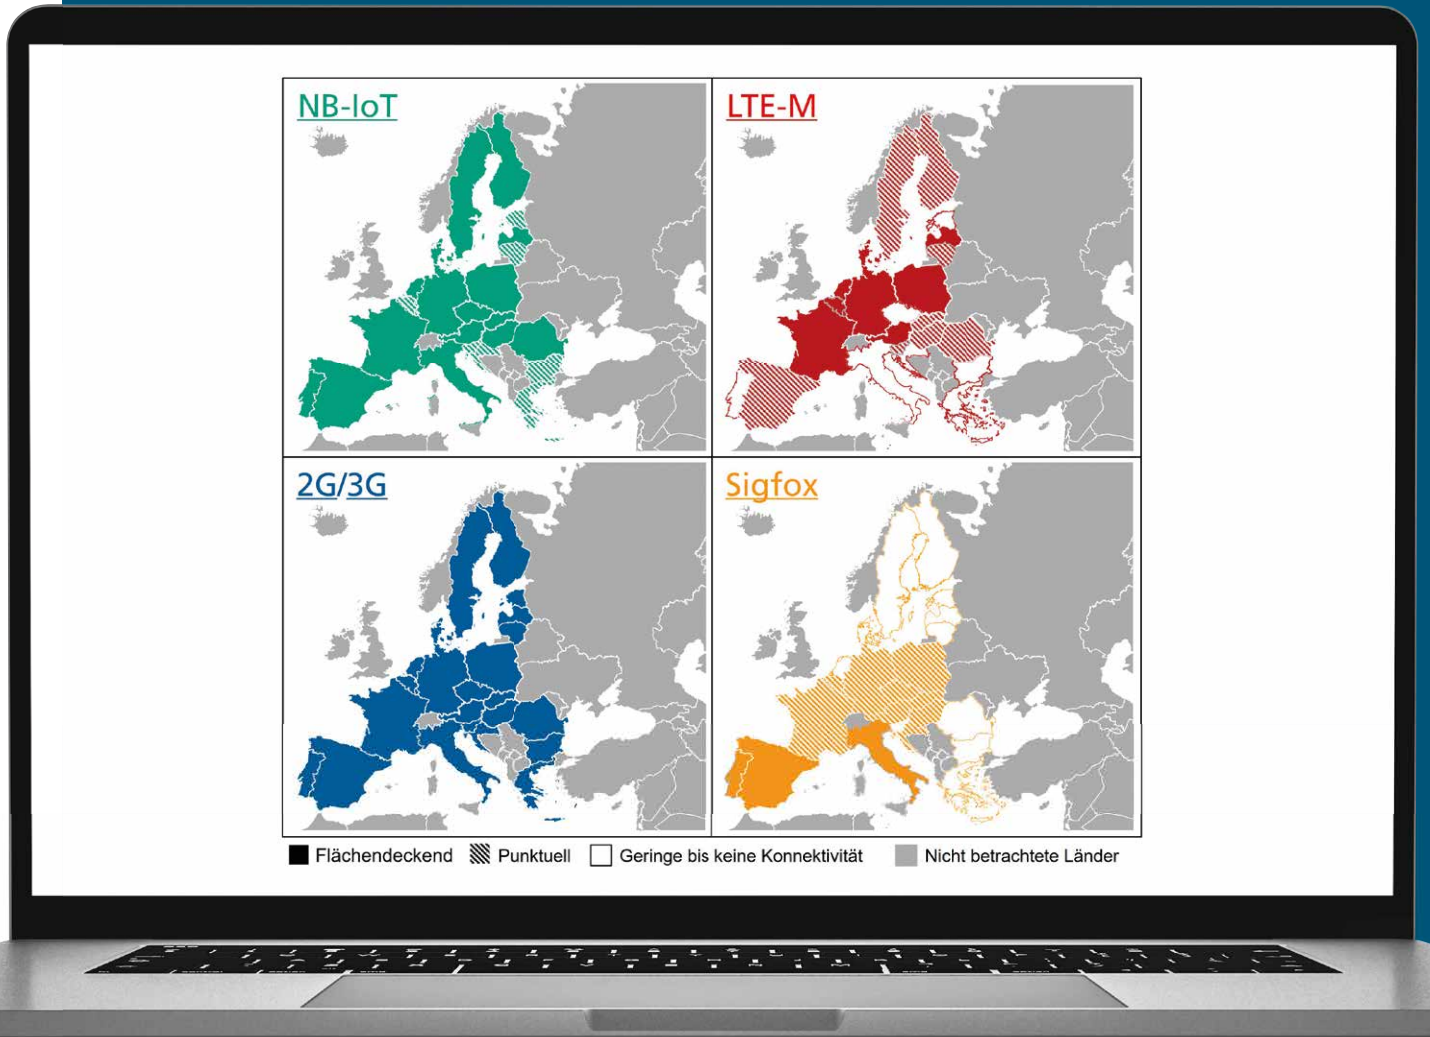 NB-IoT
LTE-M
2G/3G
Sigfox
Flächendeckend Punktuell Geringe bis keine Konnektivität Nicht betrachtete Länder